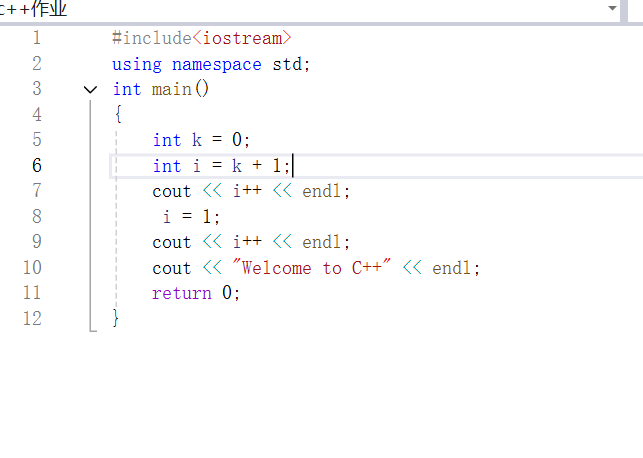 c++作业
1 #include<iostream>
2 using namespace std;
3 int main()
4 {
5 int k = 0;
6 int i = k + 1;
7 cout << i++ << endl;
8 i = 1;
9 cout << i++ << endl;
10 cout << "Welcome to C++" << endl;
11 return 0;
12 }